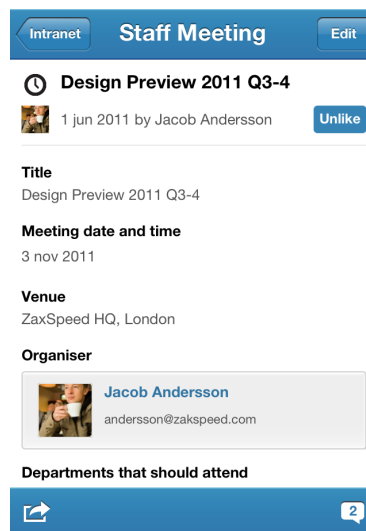 Intranet
Staff Meeting
Edit
Design Preview 2011 Q3-4
1 jun 2011 by Jacob Andersson
Unlike
Title
Design Preview 2011 Q3-4
Meeting date and time
3 nov 2011
Venue
ZaxSpeed HQ, London
Organiser
Jacob Andersson
andersson@zakspeed.com
Departments that should attend
2